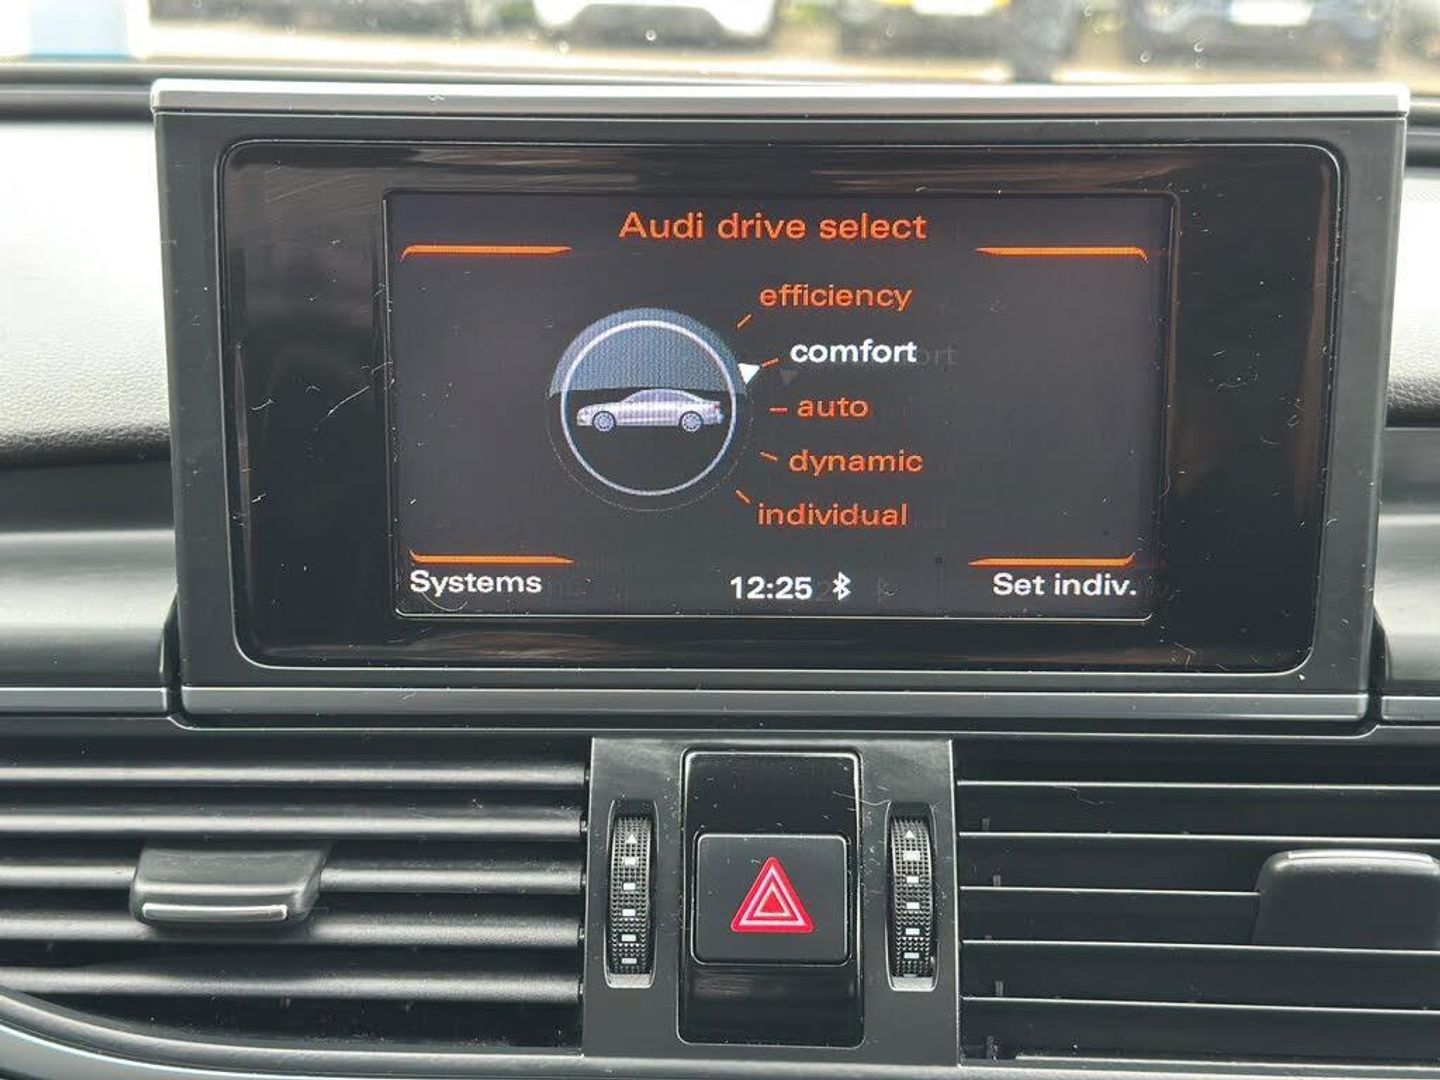 Audi drive select
efficiency
comfort
auto
dynamic
individual
Systems
12:25
Set indiv.